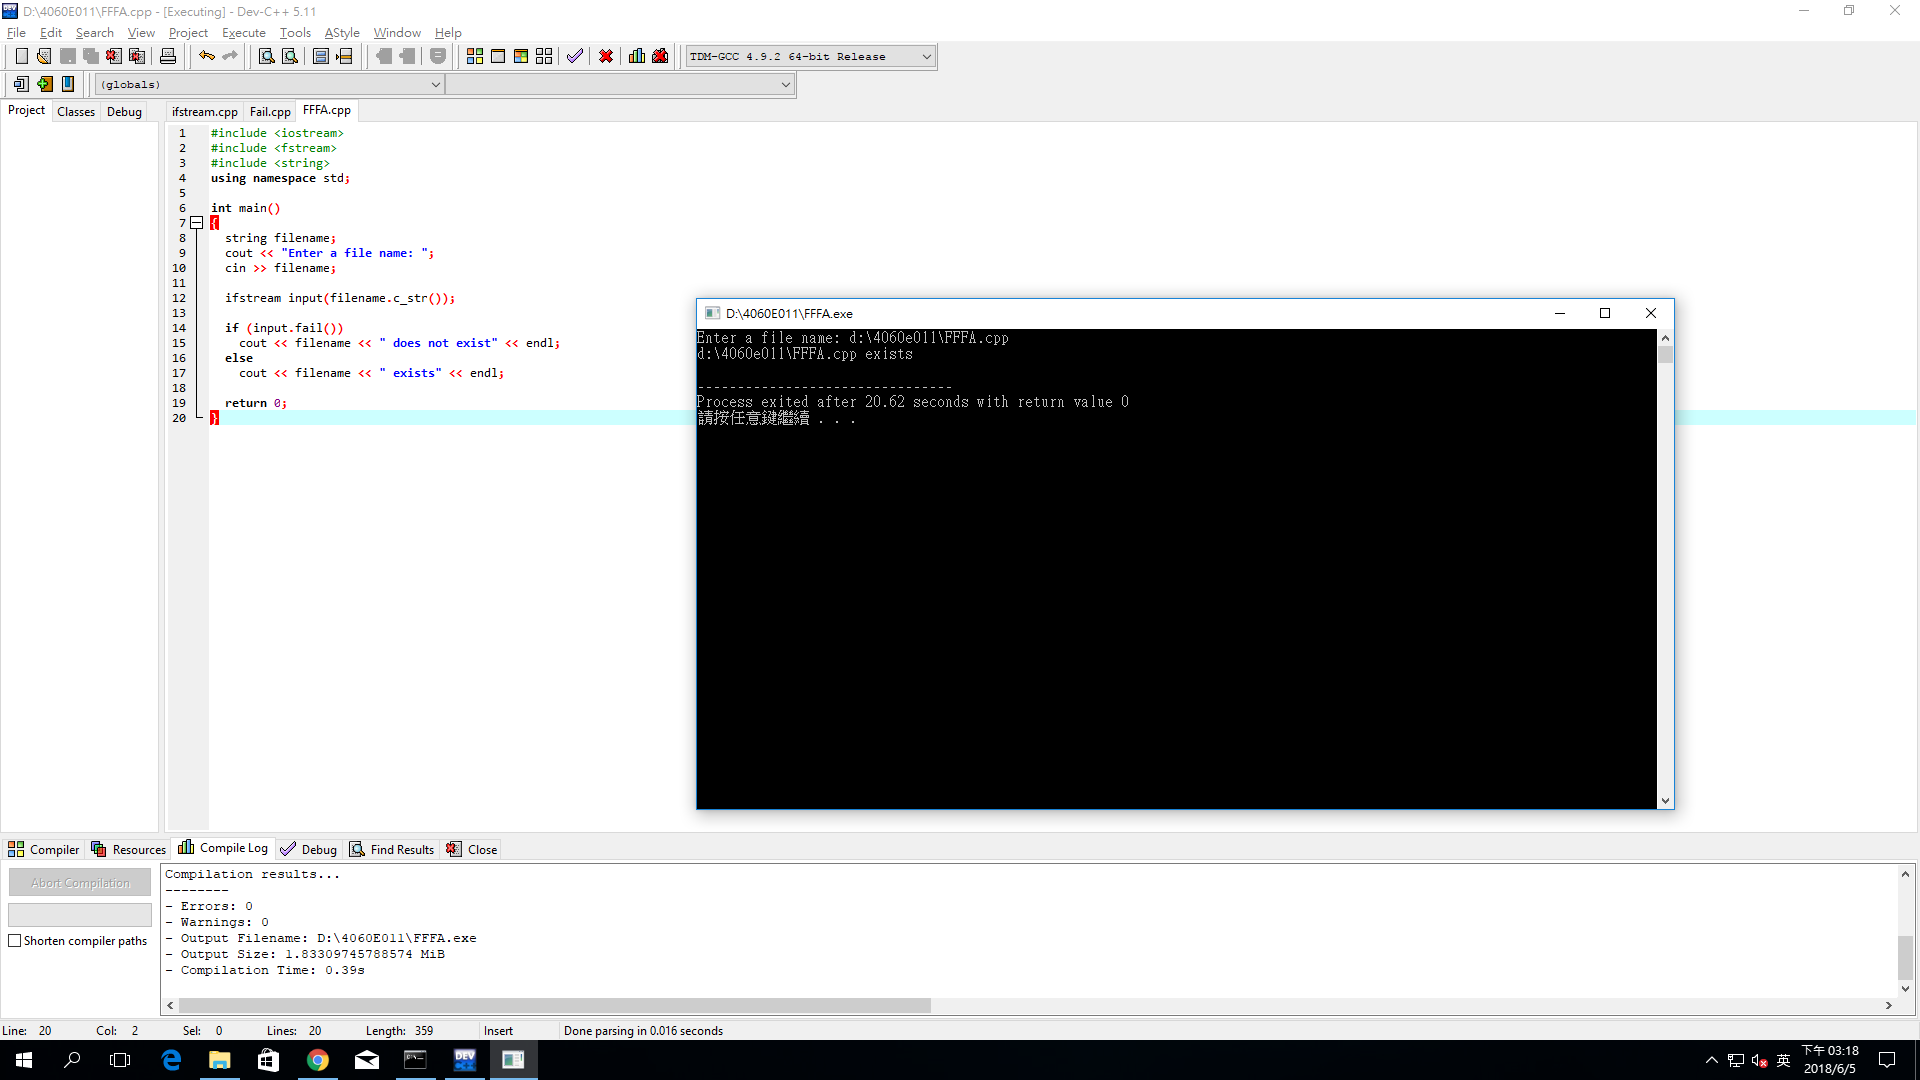 D:\4060E011\FFFA.cpp - [Executing] - Dev-C++ 5.11
File Edit Search View Project Execute Tools AStyle Window Help
TDM-GCC 4.9.2 64-bit Release
(globals)
Project Classes Debug ifstream.cpp Fail.cpp FFFA.cpp
1 #include <iostream>
2 #include <fstream>
3 #include <string>
4 using namespace std;
5
6 int main()
7 {
8 string filename;
9 cout << "Enter a file name: ";
10 cin >> filename;
11
12 ifstream input(filename.c_str());
13
14 if (input.fail())
15 cout << filename << " does not exist" << endl;
16 else
17 cout << filename << " exists" << endl;
18
19 return 0;
20 }
D:\4060E011\FFFA.exe
Enter a file name: d:\4060e011\FFFA.cpp
d:\4060e011\FFFA.cpp exists
--------------------------------
Process exited after 20.62 seconds with return value 0
請按任意鍵繼續 . . .
Compiler Resources Compile Log Debug Find Results Close
Abort Compilation
Shorten compiler paths
Compilation results...
--------
- Errors: 0
- Warnings: 0
- Output Filename: D:\4060E011\FFFA.exe
- Output Size: 1.83309745788574 MiB
- Compilation Time: 0.39s
Line: 20 Col: 2 Sel: 0 Lines: 20 Length: 359 Insert Done parsing in 0.016 seconds
DEV C++
英
下午 03:18
2018/6/5